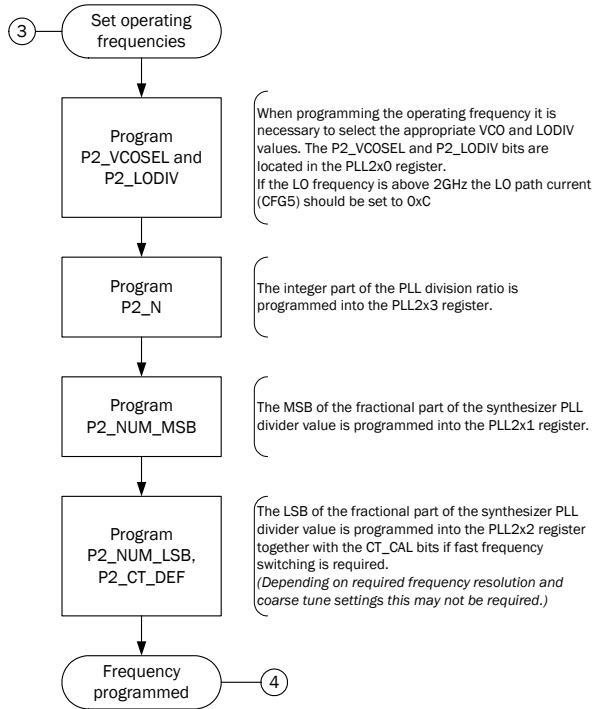 3
Set operating
frequencies
Program
P2_VCOSEL and
P2_LODIV
When programming the operating frequency it is
necessary to select the appropriate VCO and LODIV
values. The P2_VCOSEL and P2_LODIV bits are
located in the PLL2x0 register.
If the LO frequency is above 2GHz the LO path current
(CFG5) should be set to 0xC
Program
P2_N
The integer part of the PLL division ratio is
programmed into the PLL2x3 register.
Program
P2_NUM_MSB
The MSB of the fractional part of the synthesizer PLL
divider value is programmed into the PLL2x1 register.
Program
P2_NUM_LSB,
P2_CT_DEF
The LSB of the fractional part of the synthesizer PLL
divider value is programmed into the PLL2x2 register
together with the CT_CAL bits if fast frequency
switching is required.
(Depending on required frequency resolution and
coarse tune settings this may not be required.)
Frequency
programmed
4